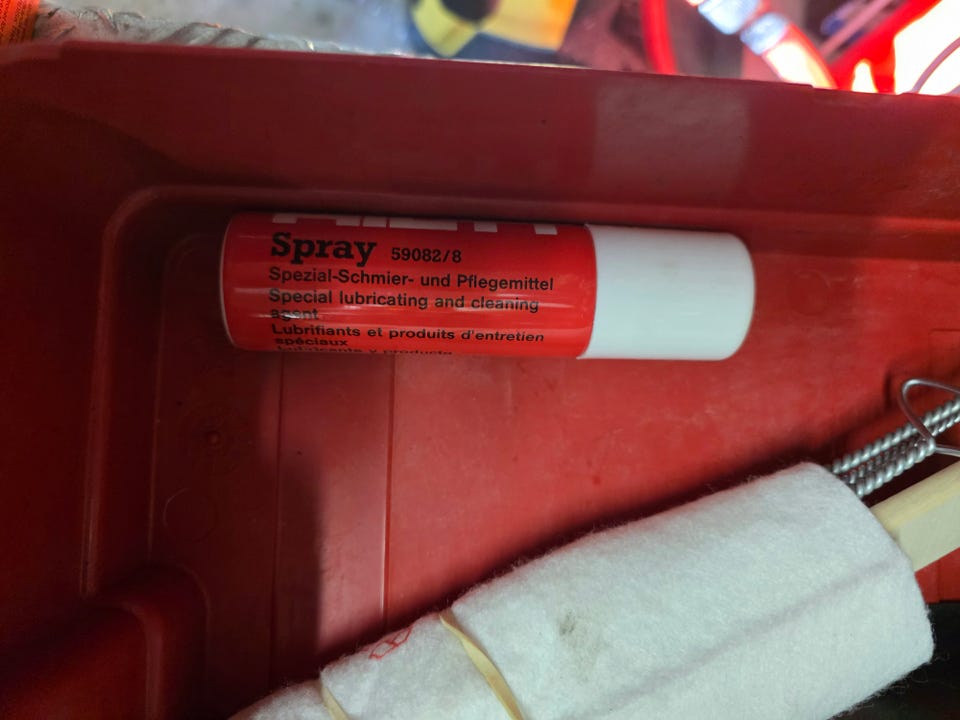 Spray 59082/8
Spezial-Schmier- und Pflegemittel
Special lubricating and cleaning
agent
Lubrifiants et produits d'entretien
spéciaux